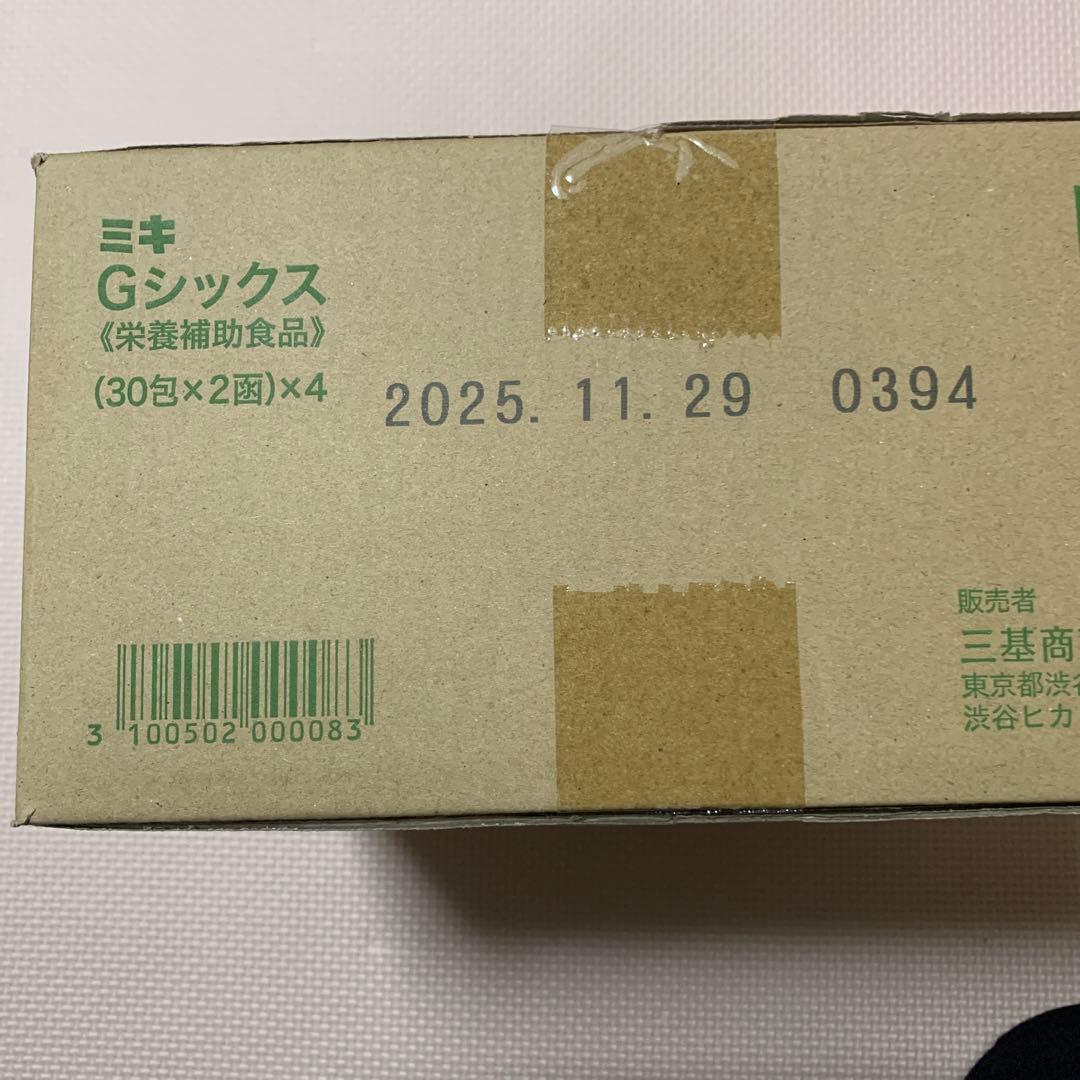 ミキ
Gシックス
《栄養補助食品》
(30包×2函)×4
2025. 11. 29 0394
3 100502 000083
販売者
三基商
東京都渋谷
渋谷ヒカ